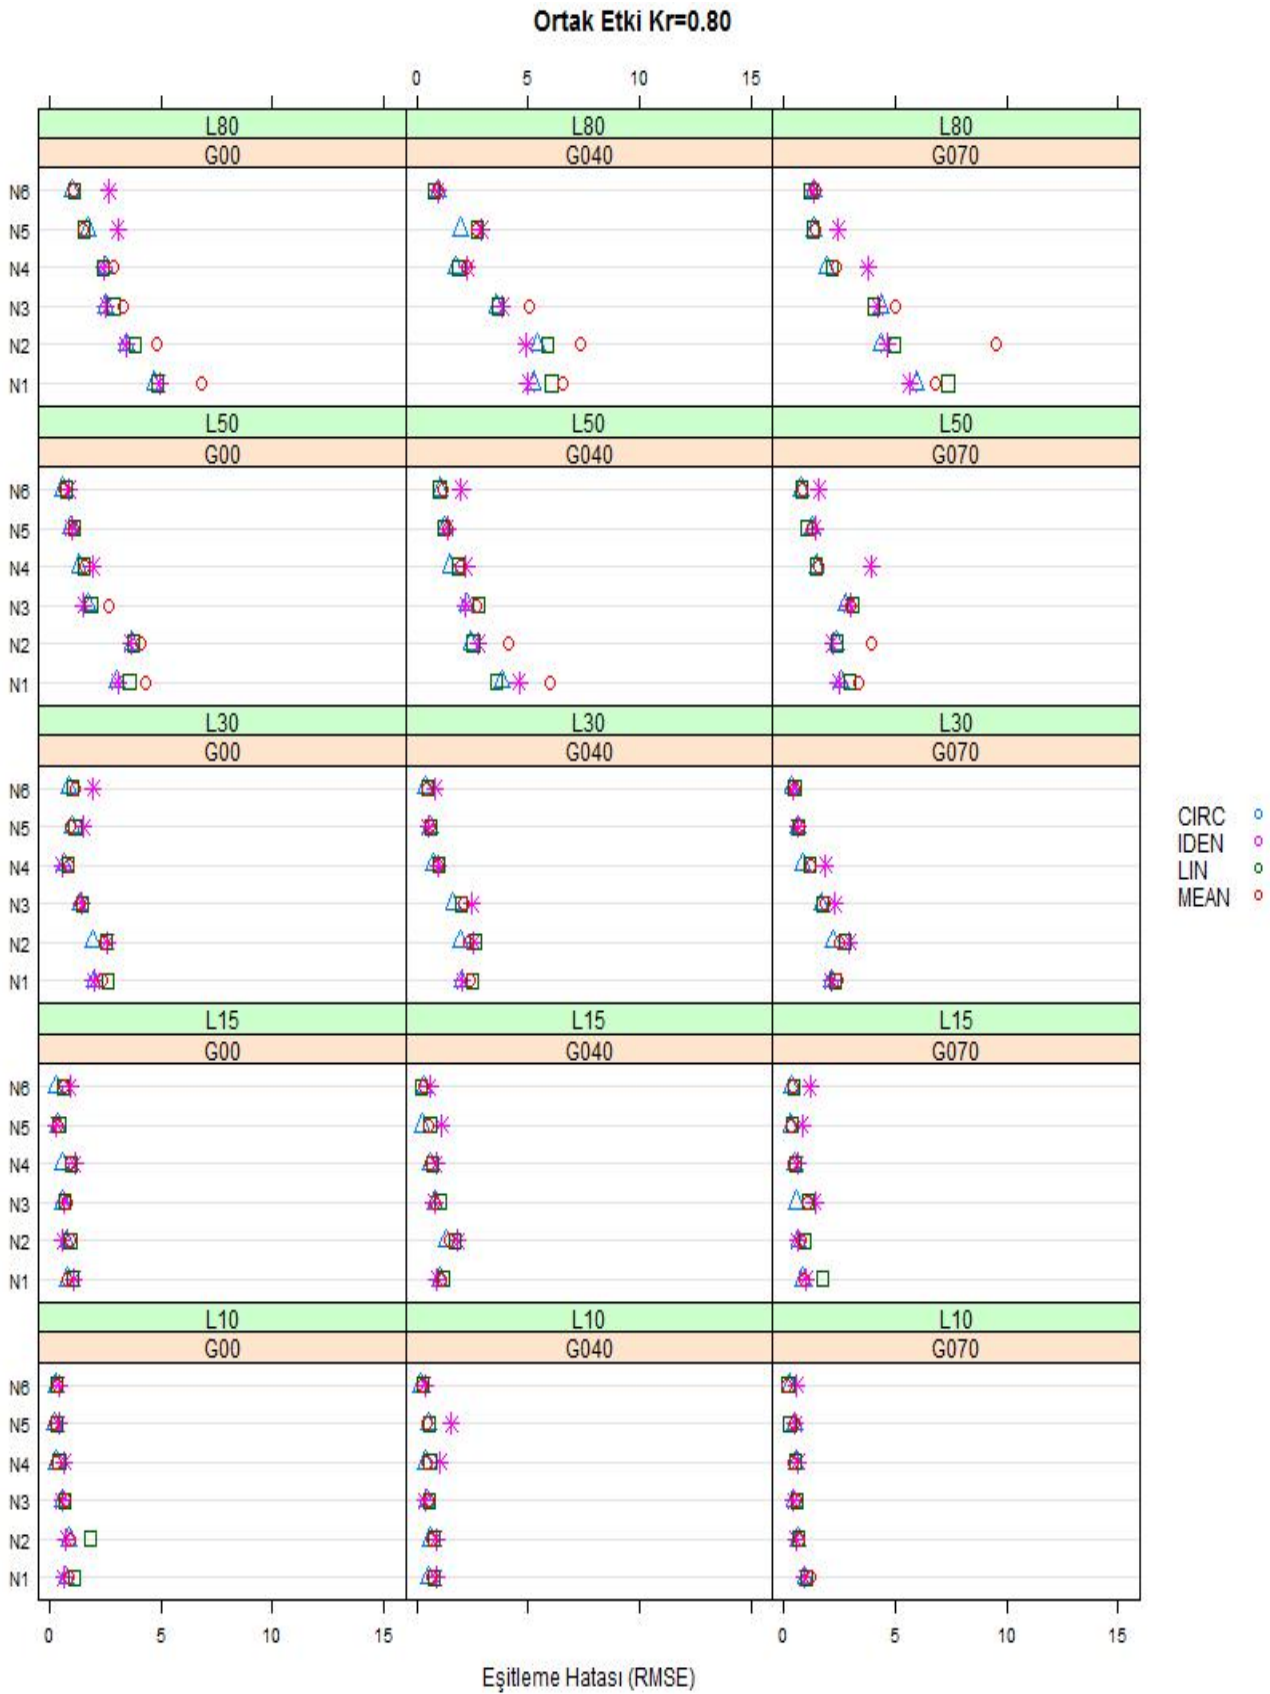 Ortak Etki Kr=0.80
0 5 10 15
L80 L80 L80
G00 G040 G070
N6
N5
N4
N3
N2
N1
L50 L50 L50
G00 G040 G070
N6
N5
N4
N3
N2
N1
L30 L30 L30
G00 G040 G070
N6
N5
N4
N3
N2
N1
L15 L15 L15
G00 G040 G070
N6
N5
N4
N3
N2
N1
L10 L10 L10
G00 G040 G070
N6
N5
N4
N3
N2
N1
0 5 10 15 0 5 10 15
Eşitleme Hatası (RMSE)
CIRC
IDEN
LIN
MEAN